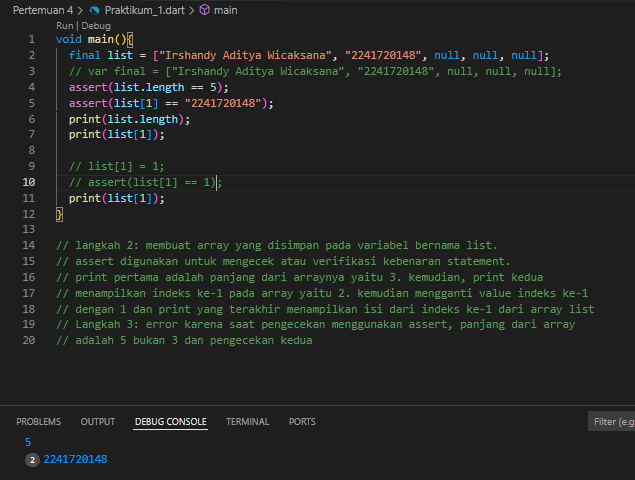 Pertemuan 4 > Praktikum_1.dart > main
Run | Debug
1 void main(){
2 final list = ["Irshandy Aditya Wicaksana", "2241720148", null, null, null];
3 // var final = ["Irshandy Aditya Wicaksana", "2241720148", null, null, null];
4 assert(list.length == 5);
5 assert(list[1] == "2241720148");
6 print(list.length);
7 print(list[1]);
8
9 // list[1] = 1;
10 // assert(list[1] == 1);
11 print(list[1]);
12 }
13
14 // langkah 2: membuat array yang disimpan pada variabel bernama list.
15 // assert digunakan untuk mengecek atau verifikasi kebenaran statement.
16 // print pertama adalah panjang dari arraynya yaitu 3. kemudian, print kedua
17 // menampilkan indeks ke-1 pada array yaitu 2. kemudian mengganti value indeks ke-1
18 // dengan 1 dan print yang terakhir menampilkan isi dari indeks ke-1 dari array list
19 // Langkah 3: error karena saat pengecekan menggunakan assert, panjang dari array
20 // adalah 5 bukan 3 dan pengecekan kedua
PROBLEMS OUTPUT DEBUG CONSOLE TERMINAL PORTS Filter (e.g
5
2 2241720148